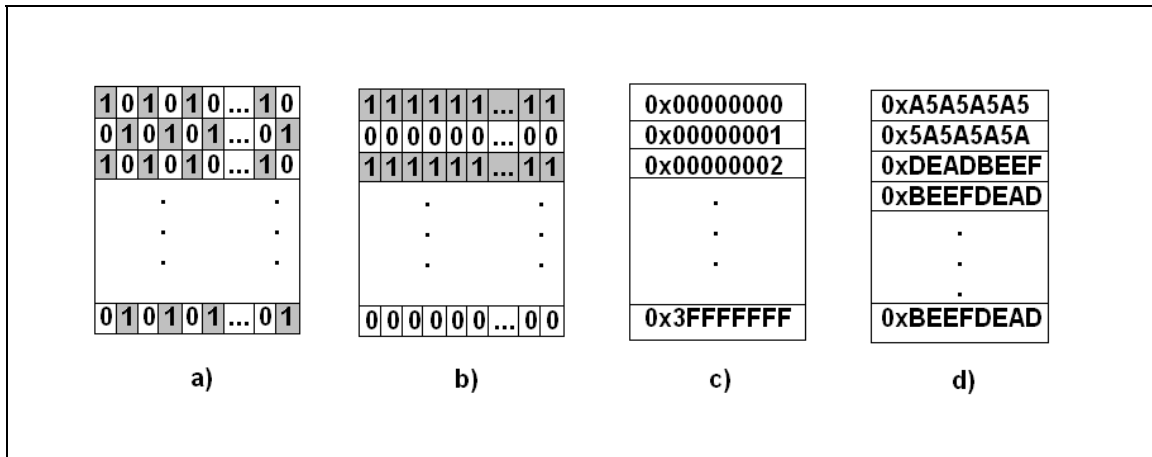 1 0 1 0 1 0 ... 1 0
0 1 0 1 0 1 ... 0 1
1 0 1 0 1 0 ... 1 0
. .
. .
. .
0 1 0 1 0 1 ... 0 1
a)
1 1 1 1 1 1 ... 1 1
0 0 0 0 0 0 ... 0 0
1 1 1 1 1 1 ... 1 1
. .
. .
. .
0 0 0 0 0 0 ... 0 0
b)
0x00000000
0x00000001
0x00000002
.
.
.
0x3FFFFFFF
c)
0xA5A5A5A5
0x5A5A5A5A
0xDEADBEEF
0xBEEFDEAD
.
.
.
0xBEEFDEAD
d)